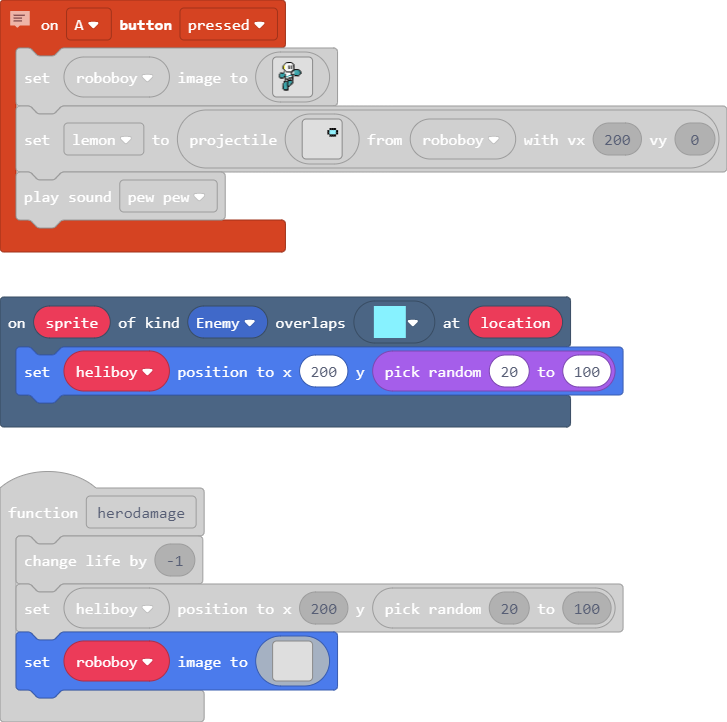 on A button pressed
set roboboy image to
set lemon to projectile from roboboy with vx 200 vy 0
play sound pew pew
on sprite of kind Enemy overlaps at location
set heliboy position to x 200 y pick random 20 to 100
function herodamage
change life by -1
set heliboy position to x 200 y pick random 20 to 100
set roboboy image to